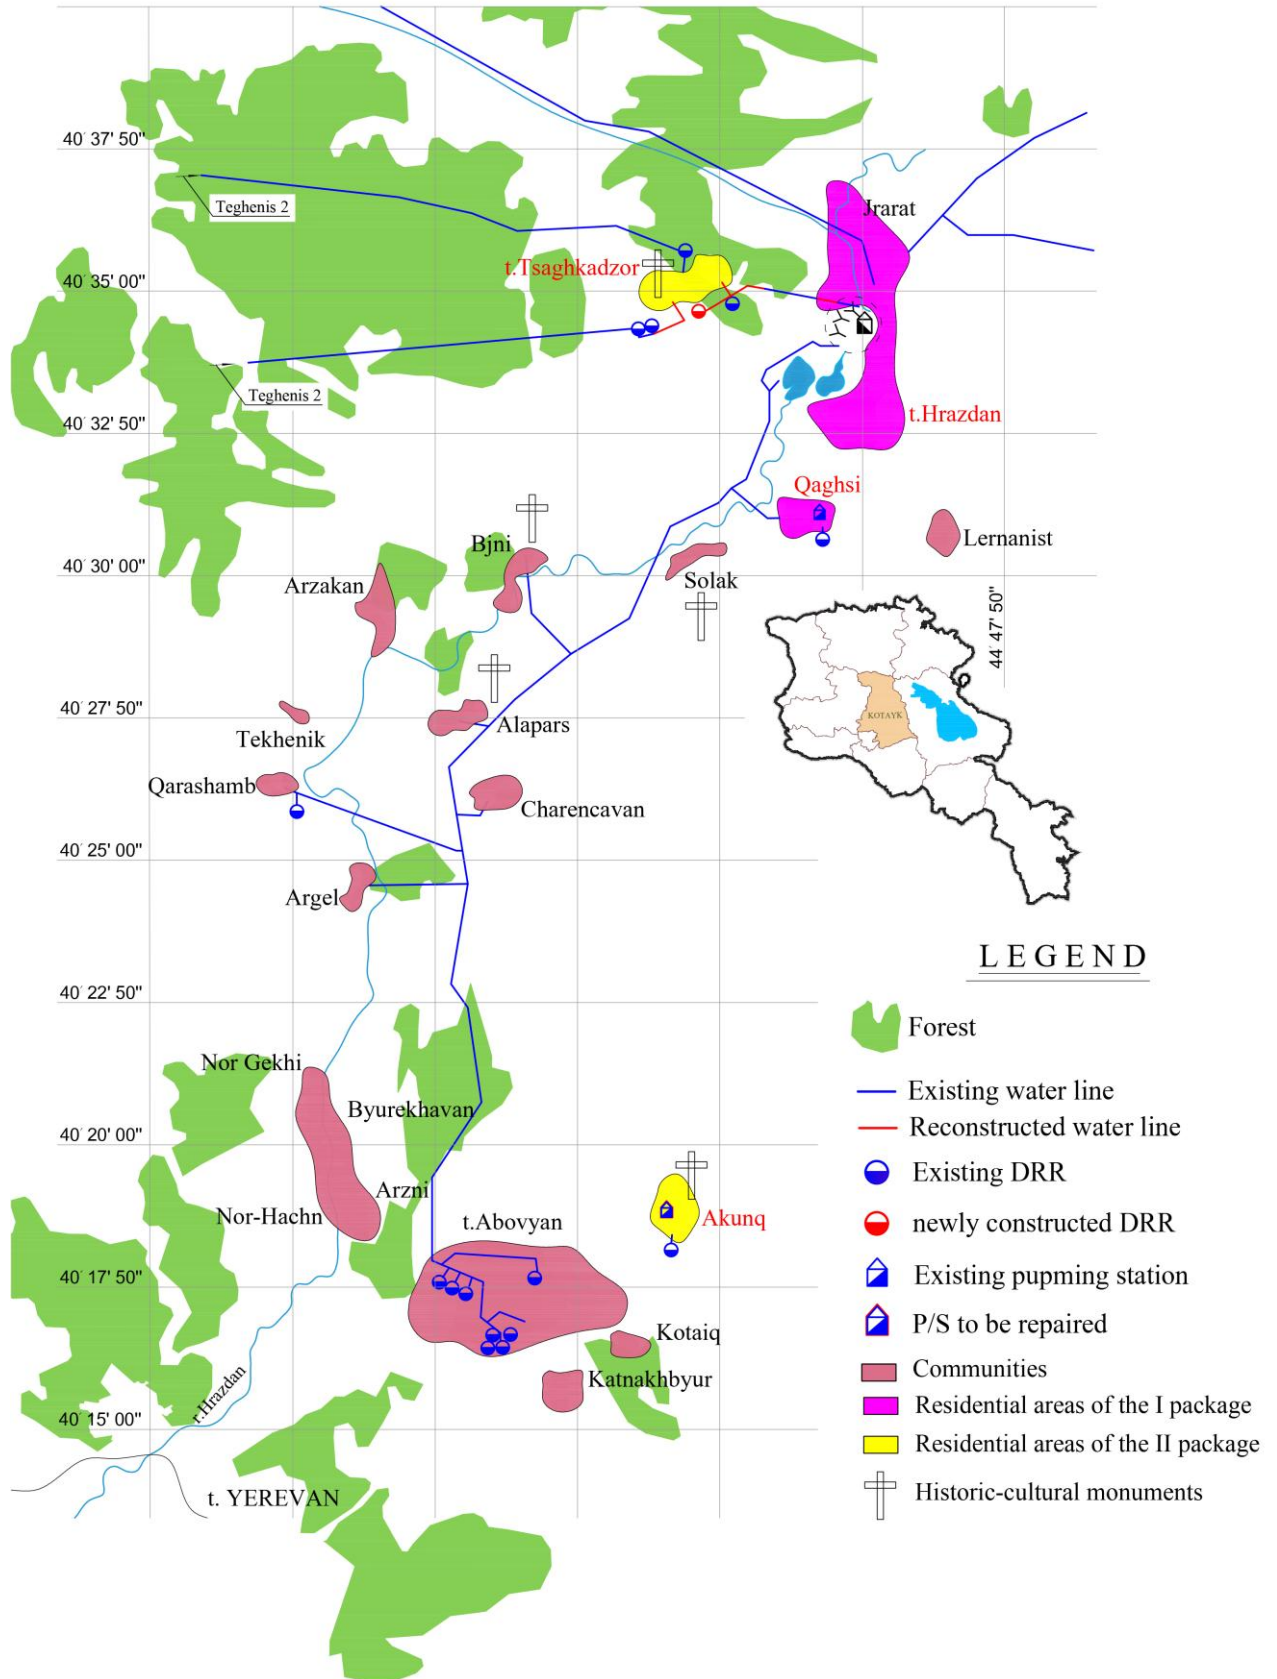 40° 37' 50"
Teghenis 2
Jrarat
t.Tsaghkadzor
40° 35' 00"
Teghenis 2
40° 32' 50"
t.Hrazdan
Qaghsi
Bjni
Lernanist
40° 30' 00"
Arzakan
Solak
44° 47' 50"
40° 27' 50"
Tekhenik
Alapars
KOTAYK
Qarashamb
Charencavan
40° 25' 00"
Argel
LEGEND
40° 22' 50"
Forest
Nor Gekhi
Existing water line
Byurekhavan
Reconstructed water line
40° 20' 00"
Existing DRR
Arzni
Nor-Hachn
t.Abovyan
Akunq
newly constructed DRR
40° 17' 50"
Existing pupming station
Kotaiq
P/S to be repaired
Katnakhbyur
Communities
r.Hrazdan
Residential areas of the I package
40° 15' 00"
Residential areas of the II package
t. YEREVAN
Historic-cultural monuments